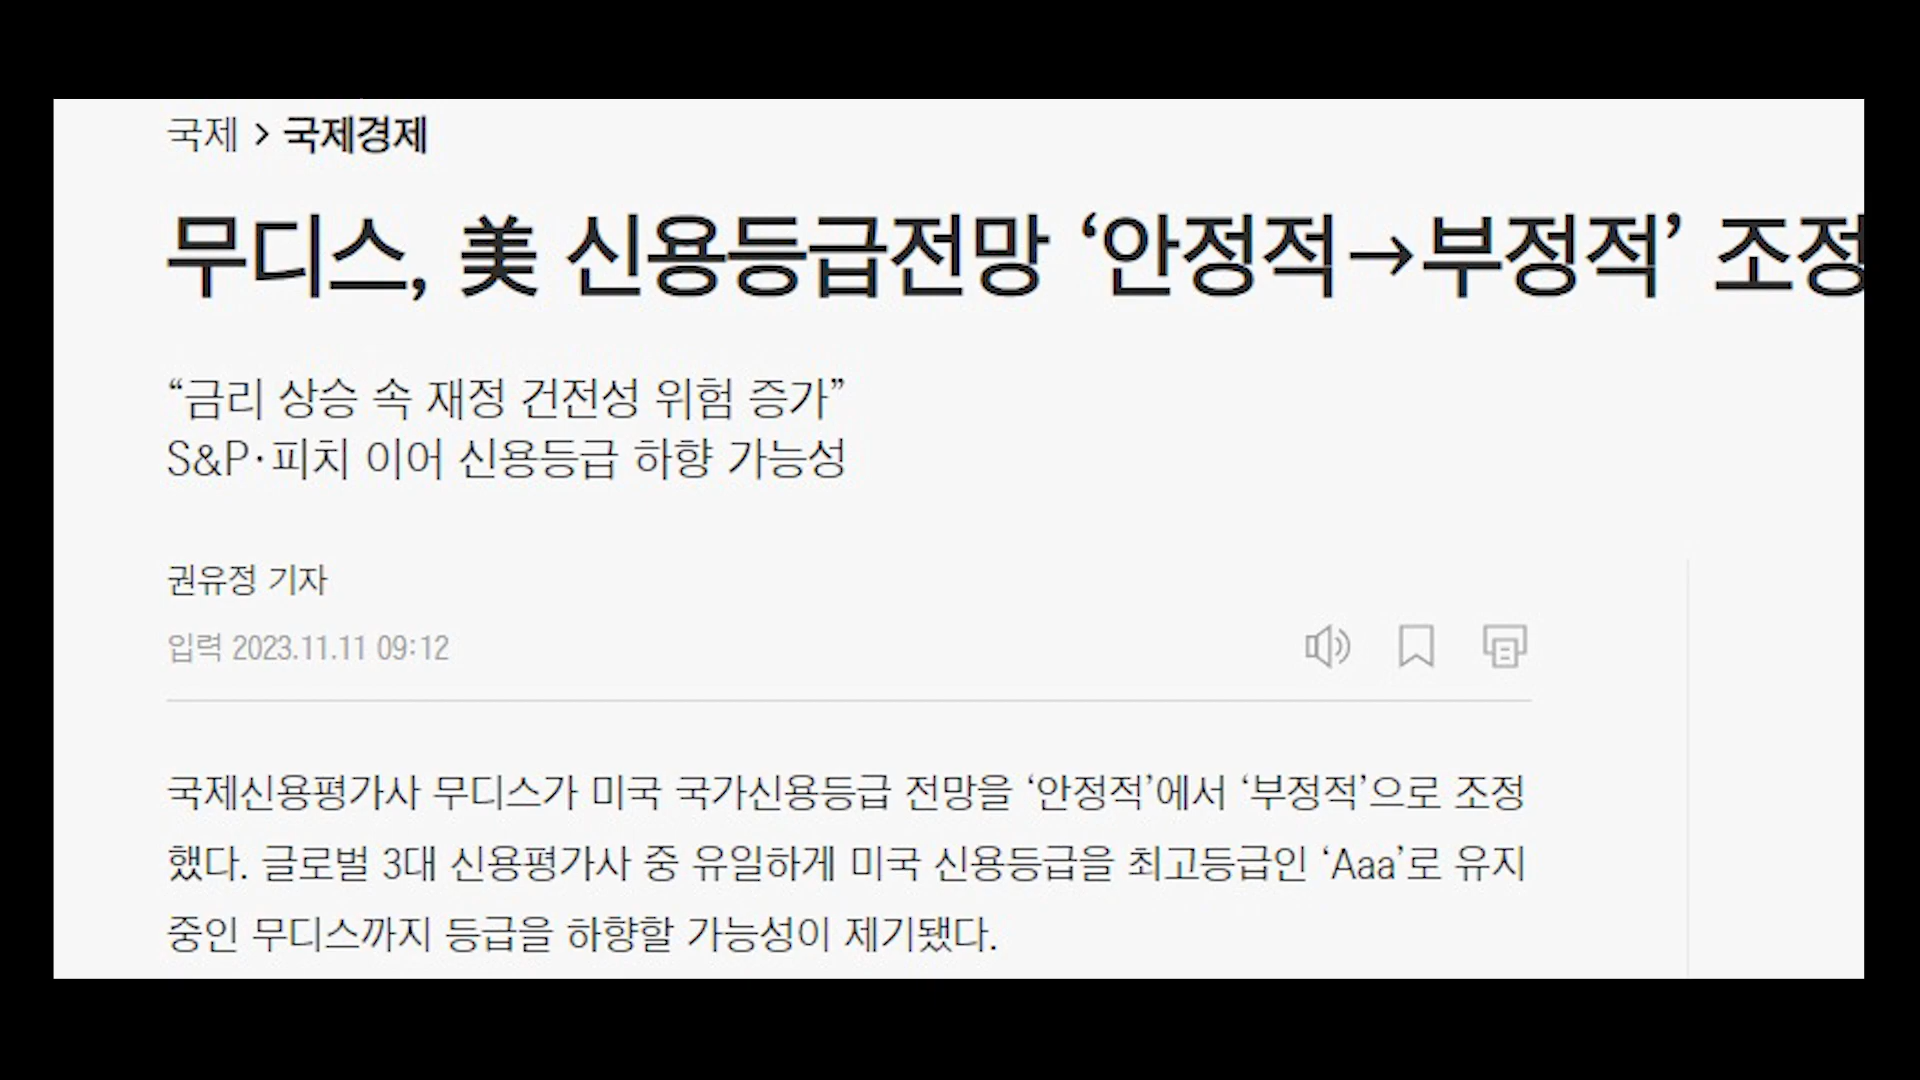 국제 > 국제경제
무디스, 美 신용등급전망 ‘안정적→부정적’ 조정
“금리 상승 속 재정 건전성 위험 증가”
S&P·피치 이어 신용등급 하향 가능성
권유정 기자
입력 2023.11.11 09:12
국제신용평가사 무디스가 미국 국가신용등급 전망을 ‘안정적’에서 ‘부정적’으로 조정
했다. 글로벌 3대 신용평가사 중 유일하게 미국 신용등급을 최고등급인 ‘Aaa’로 유지
중인 무디스까지 등급을 하향할 가능성이 제기됐다.